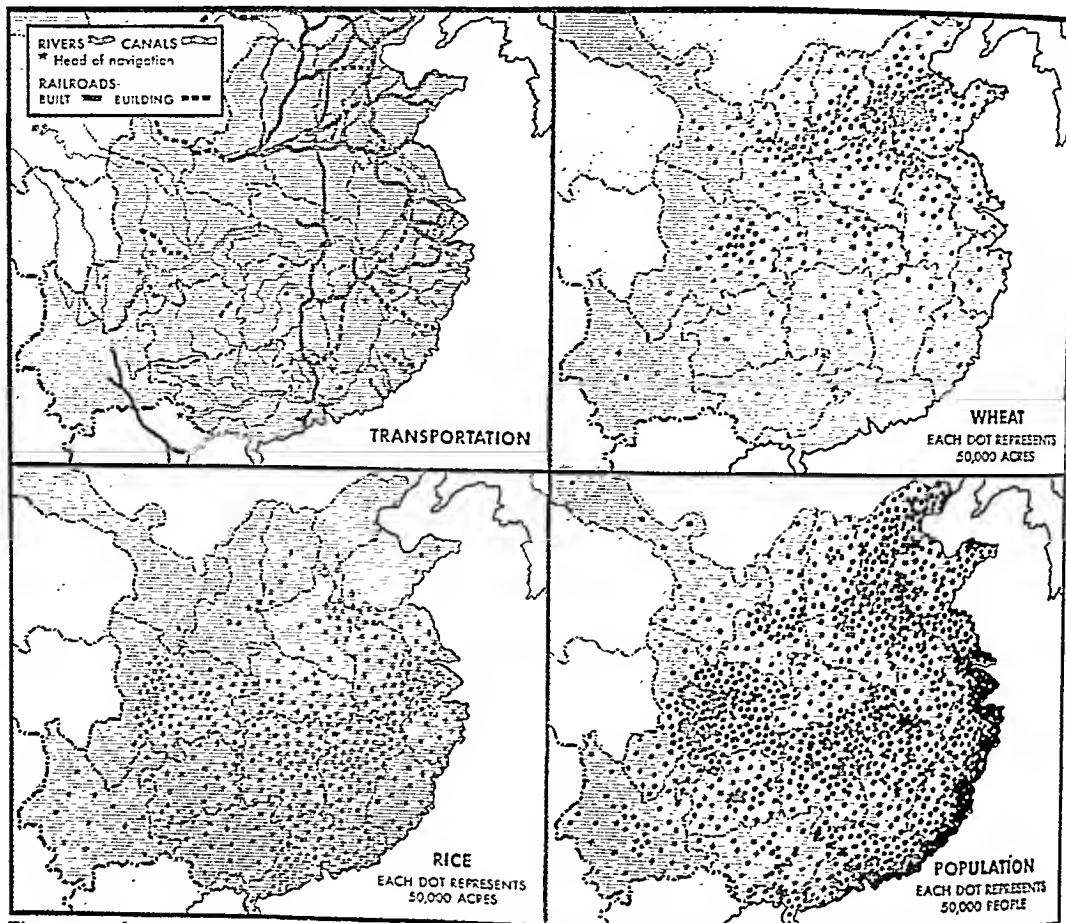 RIVERS CANALS
* Head of navigation
RAILROADS-
BUILT BUILDING
TRANSPORTATION
WHEAT
EACH DOT REPRESENTS
50,000 ACRES
RICE
EACH DOT REPRESENTS
50,000 ACRES
POPULATION
EACH DOT REPRESENTS
50,000 PEOPLE